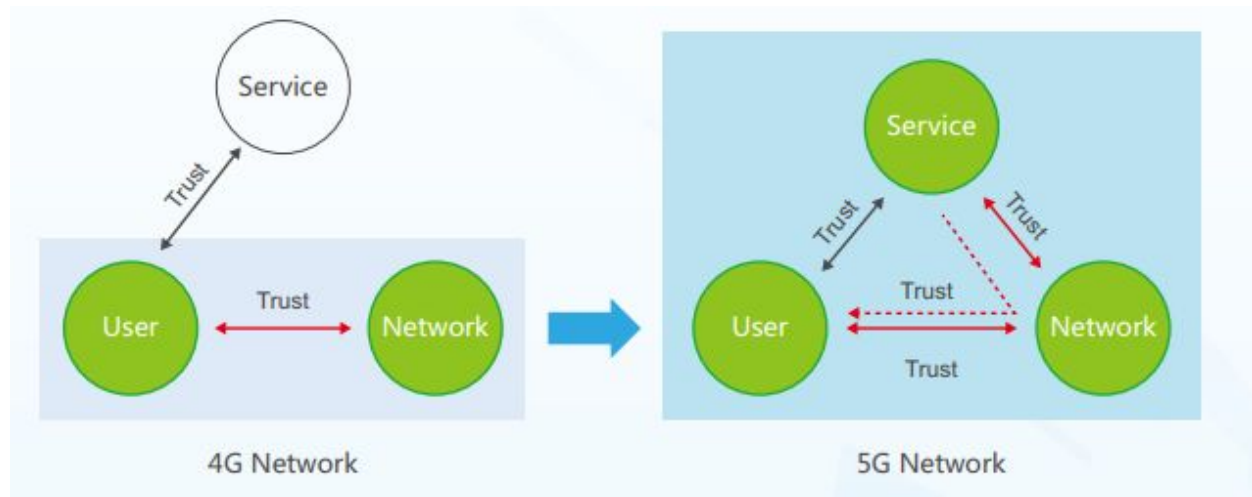 Service
Trust
User
Trust
Network
4G Network
Service
Trust
Trust
User
Trust
Trust
Network
5G Network